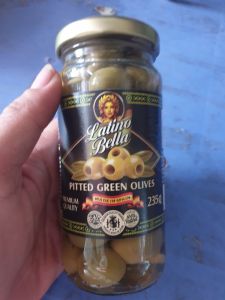 Latino
Bella
PITTED GREEN OLIVES
PREMIUM
QUALITY
235g